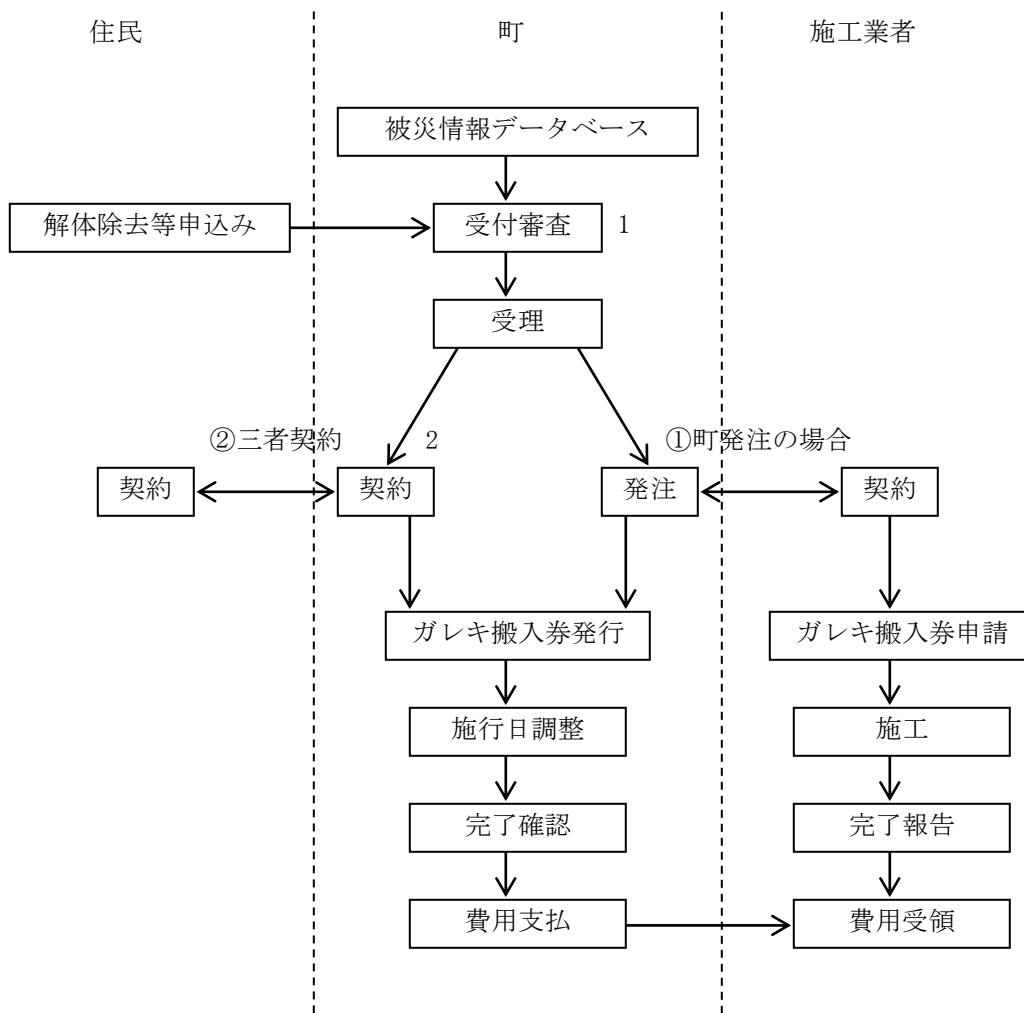 住民
町
施工業者
被災情報データベース
解体除去等申込み
受付審査
1
受理
②三者契約
2
①町発注の場合
契約
契約
発注
契約
ガレキ搬入券発行
ガレキ搬入券申請
施行日調整
施工
完了確認
完了報告
費用支払
費用受領